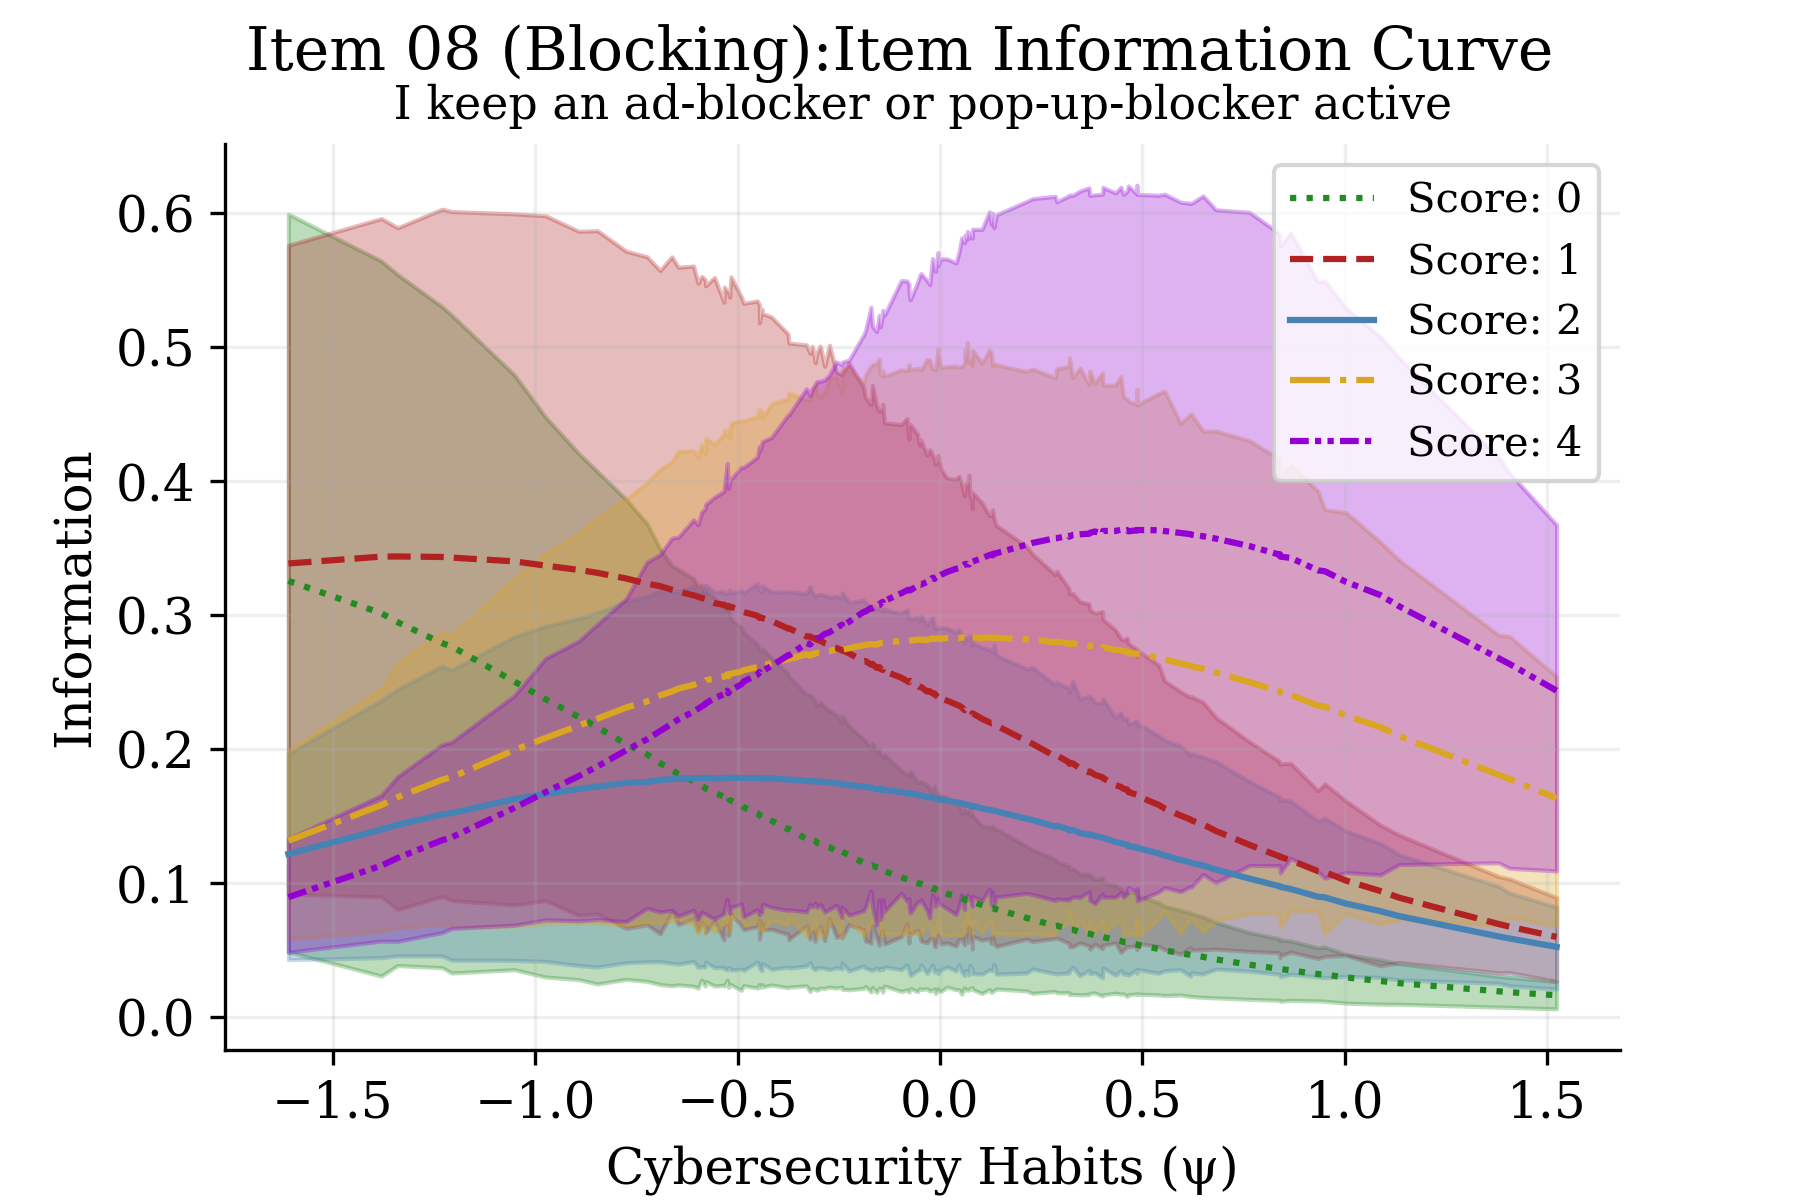 Item 08 (Blocking):Item Information Curve
I keep an ad-blocker or pop-up-blocker active
Score: 0
Score: 1
Score: 2
Score: 3
Score: 4
Information
0.6
0.5
0.4
0.3
0.2
0.1
0.0
−1.5 −1.0 −0.5 0.0 0.5 1.0 1.5
Cybersecurity Habits (ψ)